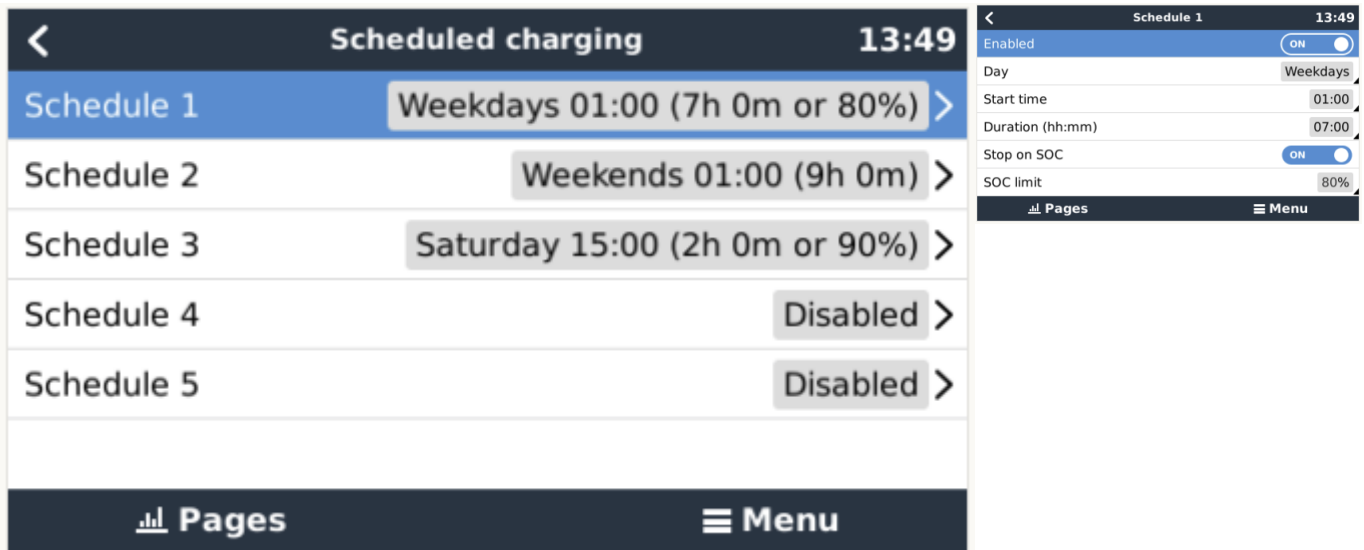 Scheduled charging 13:49
Schedule 1 Weekdays 01:00 (7h 0m or 80%)
Schedule 2 Weekends 01:00 (9h 0m)
Schedule 3 Saturday 15:00 (2h 0m or 90%)
Schedule 4 Disabled
Schedule 5 Disabled
Pages Menu
Schedule 1 13:49
Enabled ON
Day Weekdays
Start time 01:00
Duration (hh:mm) 07:00
Stop on SOC ON
SOC limit 80%
Pages Menu